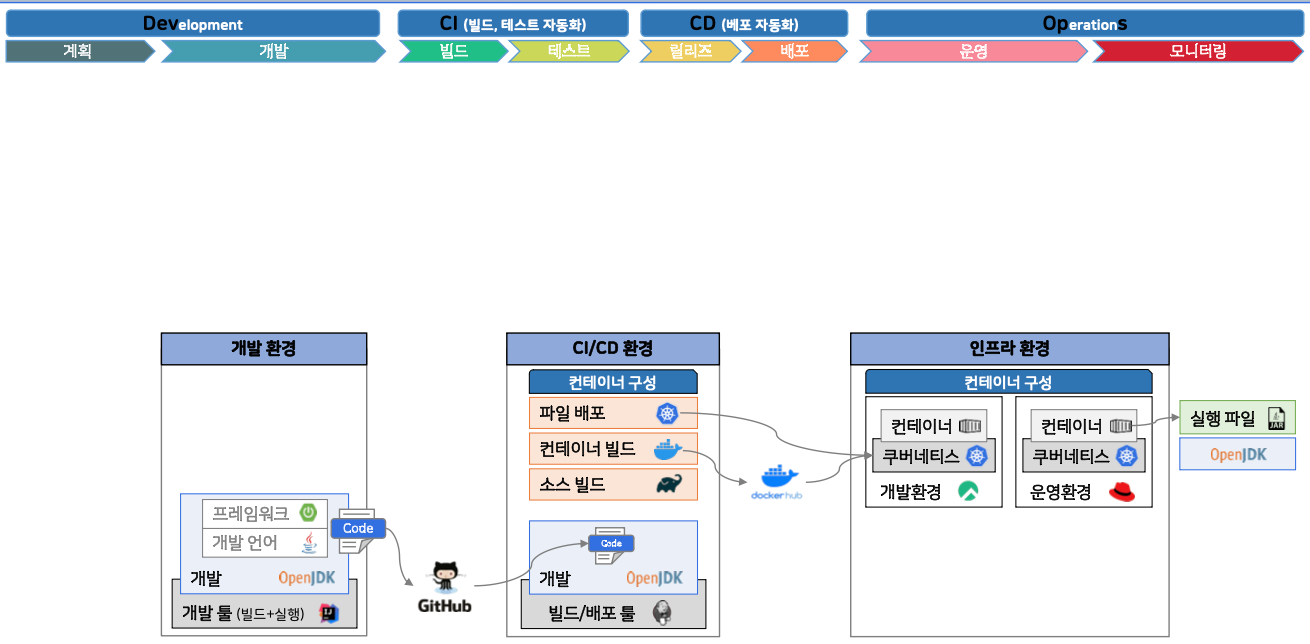 Development
CI (빌드, 테스트 자동화)
CD (베포 자동화)
Operations
계획
개발
빌드
테스트
릴리즈
배포
운영
모니터링
개발 환경
프레임워크
개발 언어
Code
개발
OpenJDK
개발 툴 (빌드+실행)
IJ
GitHub
CI/CD 환경
컨테이너 구성
파일 배포
컨테이너 빌드
소스 빌드
Code
개발
OpenJDK
빌드/배포 툴
dockerhub
인프라 환경
컨테이너 구성
컨테이너
쿠버네티스
개발환경
컨테이너
쿠버네티스
운영환경
실행 파일
JAR
OpenJDK